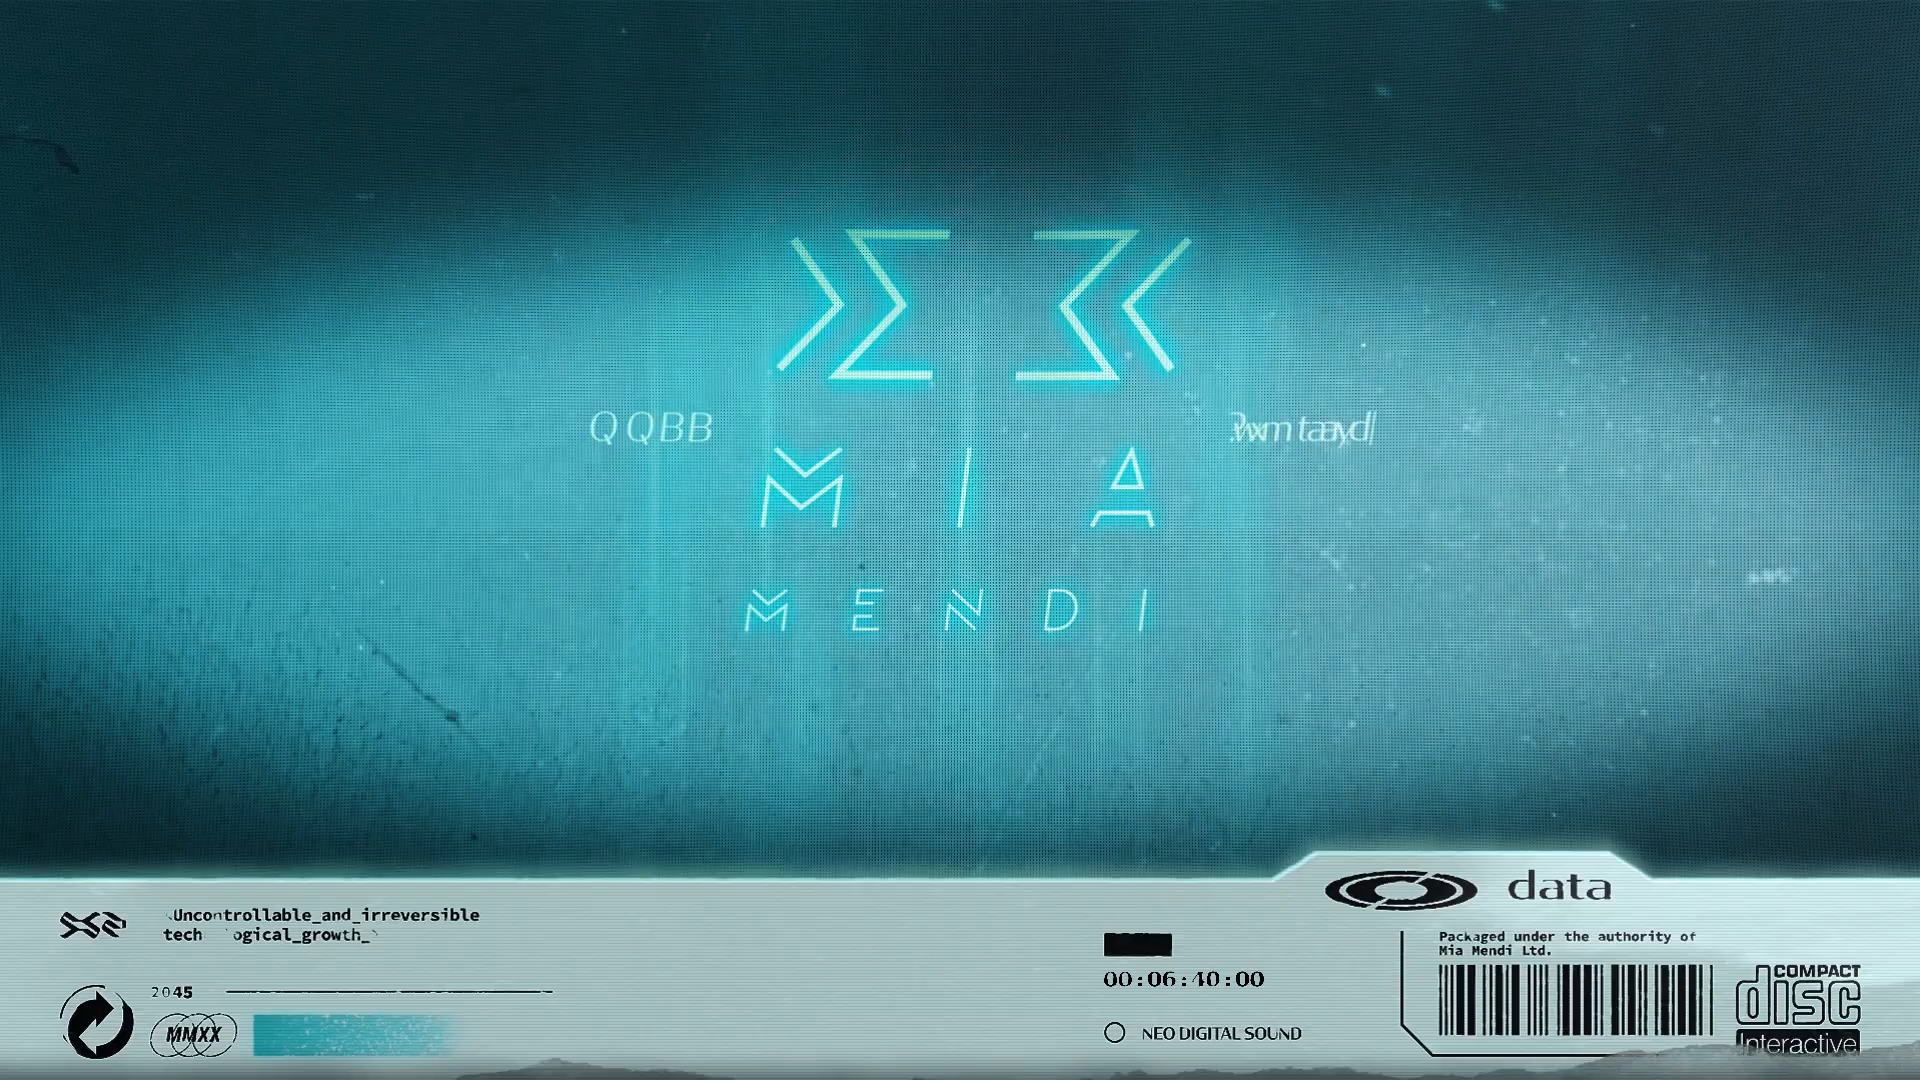 QQBB
MIA
MENDI
Uncontrollable_and_irreversible
tech ogical_growth_
2045
MMXX
00:06:40:00
NEO DIGITAL SOUND
data
Packaged under the authority of
Mia Mendi Ltd.
COMPACT
disc
Interactive